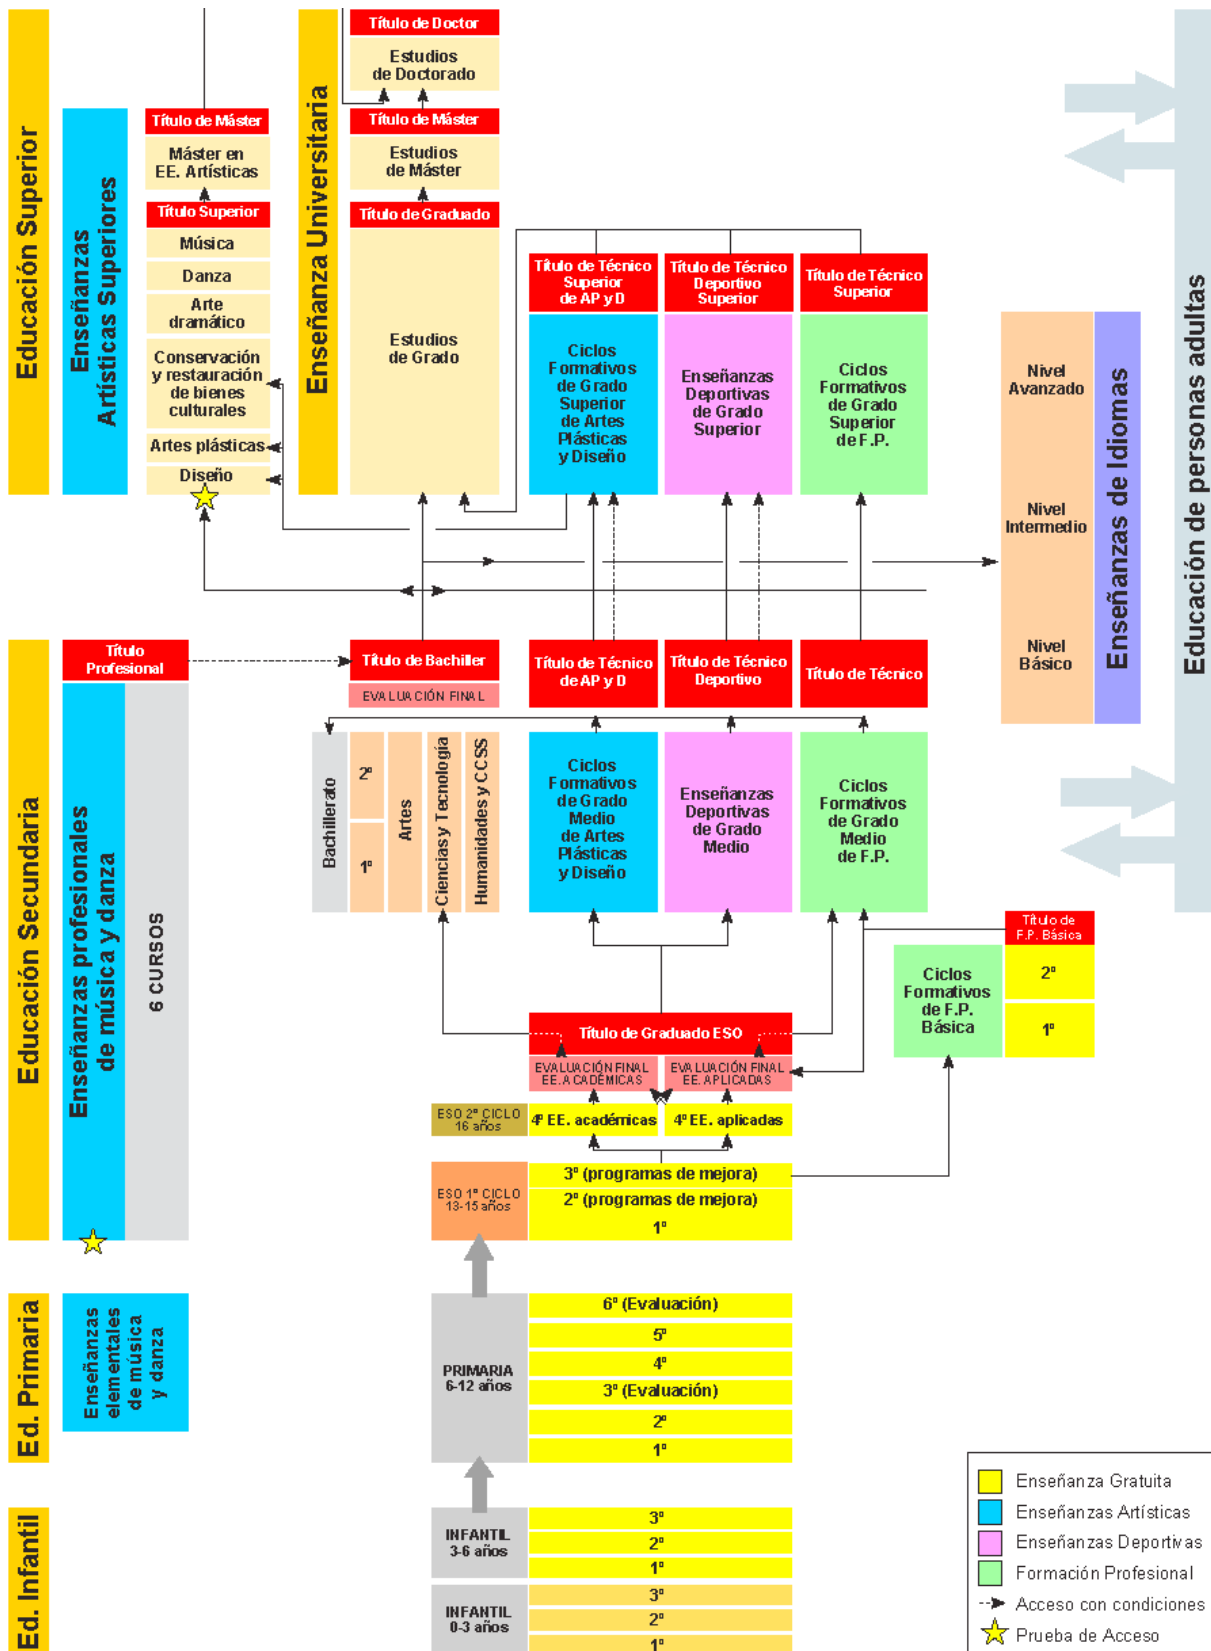 Educación Superior
Enseñanzas
Artísticas Superiores
Título de Máster
Máster en
EE. Artísticas
Título Superior
Música
Danza
Arte
dramático
Conservación
y restauración
de bienes
culturales
Artes plásticas
Diseño
Enseñanza Universitaria
Título de Doctor
Estudios
de Doctorado
Título de Máster
Estudios
de Máster
Título de Graduado
Estudios
de Grado
Título de Técnico
Superior
de AP y D
Ciclos
Formativos
de Grado
Superior
de Artes
Plásticas
y Diseño
Título de Técnico
Deportivo
Superior
Enseñanzas
Deportivas
de Grado
Superior
Título de Técnico
Superior
Ciclos
Formativos
de Grado
Superior
de F.P.
Nivel
Avanzado
Nivel
Intermedio
Nivel
Básico
Enseñanzas de Idiomas
Educación de personas adultas
Educación Secundaria
Título
Profesional
Enseñanzas profesionales
de música y danza
6 CURSOS
Título de Bachiller
EVALUACIÓN FINAL
Bachillerato
2º
1º
Artes
Ciencias y Tecnología
Humanidades y CCSS
Título de Técnico
de AP y D
Ciclos
Formativos
de Grado
Medio
de Artes
Plásticas
y Diseño
Título de Técnico
Deportivo
Enseñanzas
Deportivas
de Grado
Medio
Título de Técnico
Ciclos
Formativos
de Grado
Medio
de F.P.
Título de
F.P. Básica
Ciclos
Formativos
de F.P.
Básica
2º
1º
Título de Graduado ESO
EVALUACIÓN FINAL
EE. ACADÉMICAS
EVALUACIÓN FINAL
EE. APLICADAS
ESO 2º CICLO
16 años
4º EE. académicas
4º EE. aplicadas
ESO 1º CICLO
13-15 años
3º (programas de mejora)
2º (programas de mejora)
1º
Ed. Primaria
Enseñanzas
elementales
de música
y danza
PRIMARIA
6-12 años
6º (Evaluación)
5º
4º
3º (Evaluación)
2º
1º
Ed. Infantil
INFANTIL
3-6 años
3º
2º
1º
INFANTIL
0-3 años
3º
2º
1º
Enseñanza Gratuita
Enseñanzas Artísticas
Enseñanzas Deportivas
Formación Profesional
Acceso con condiciones
Prueba de Acceso